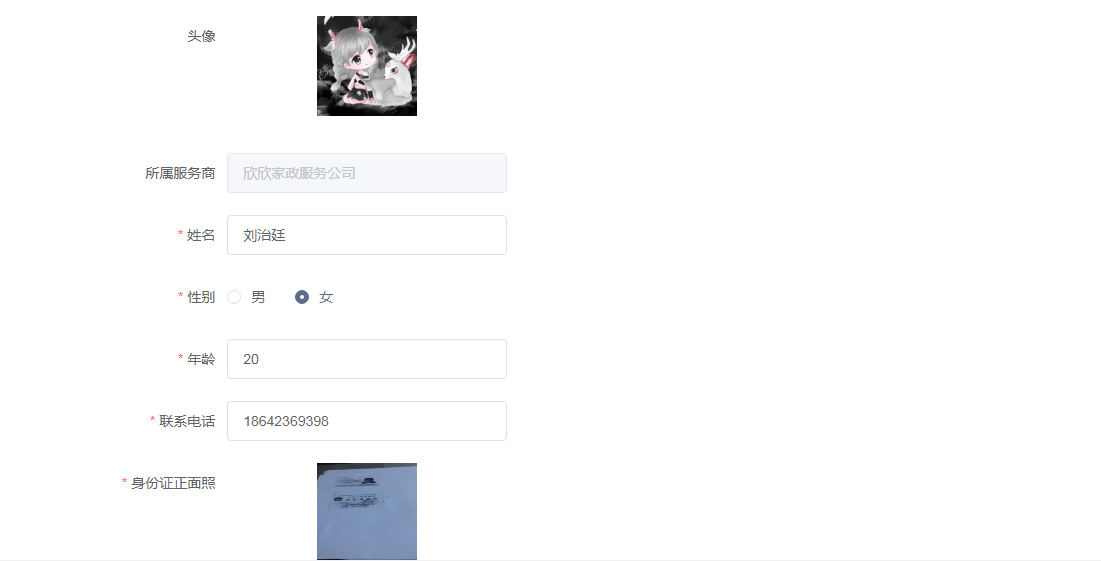 头像
所属服务商 欣欣家政服务公司
* 姓名 刘治廷
* 性别 男 女
* 年龄 20
* 联系电话 18642369398
* 身份证正面照